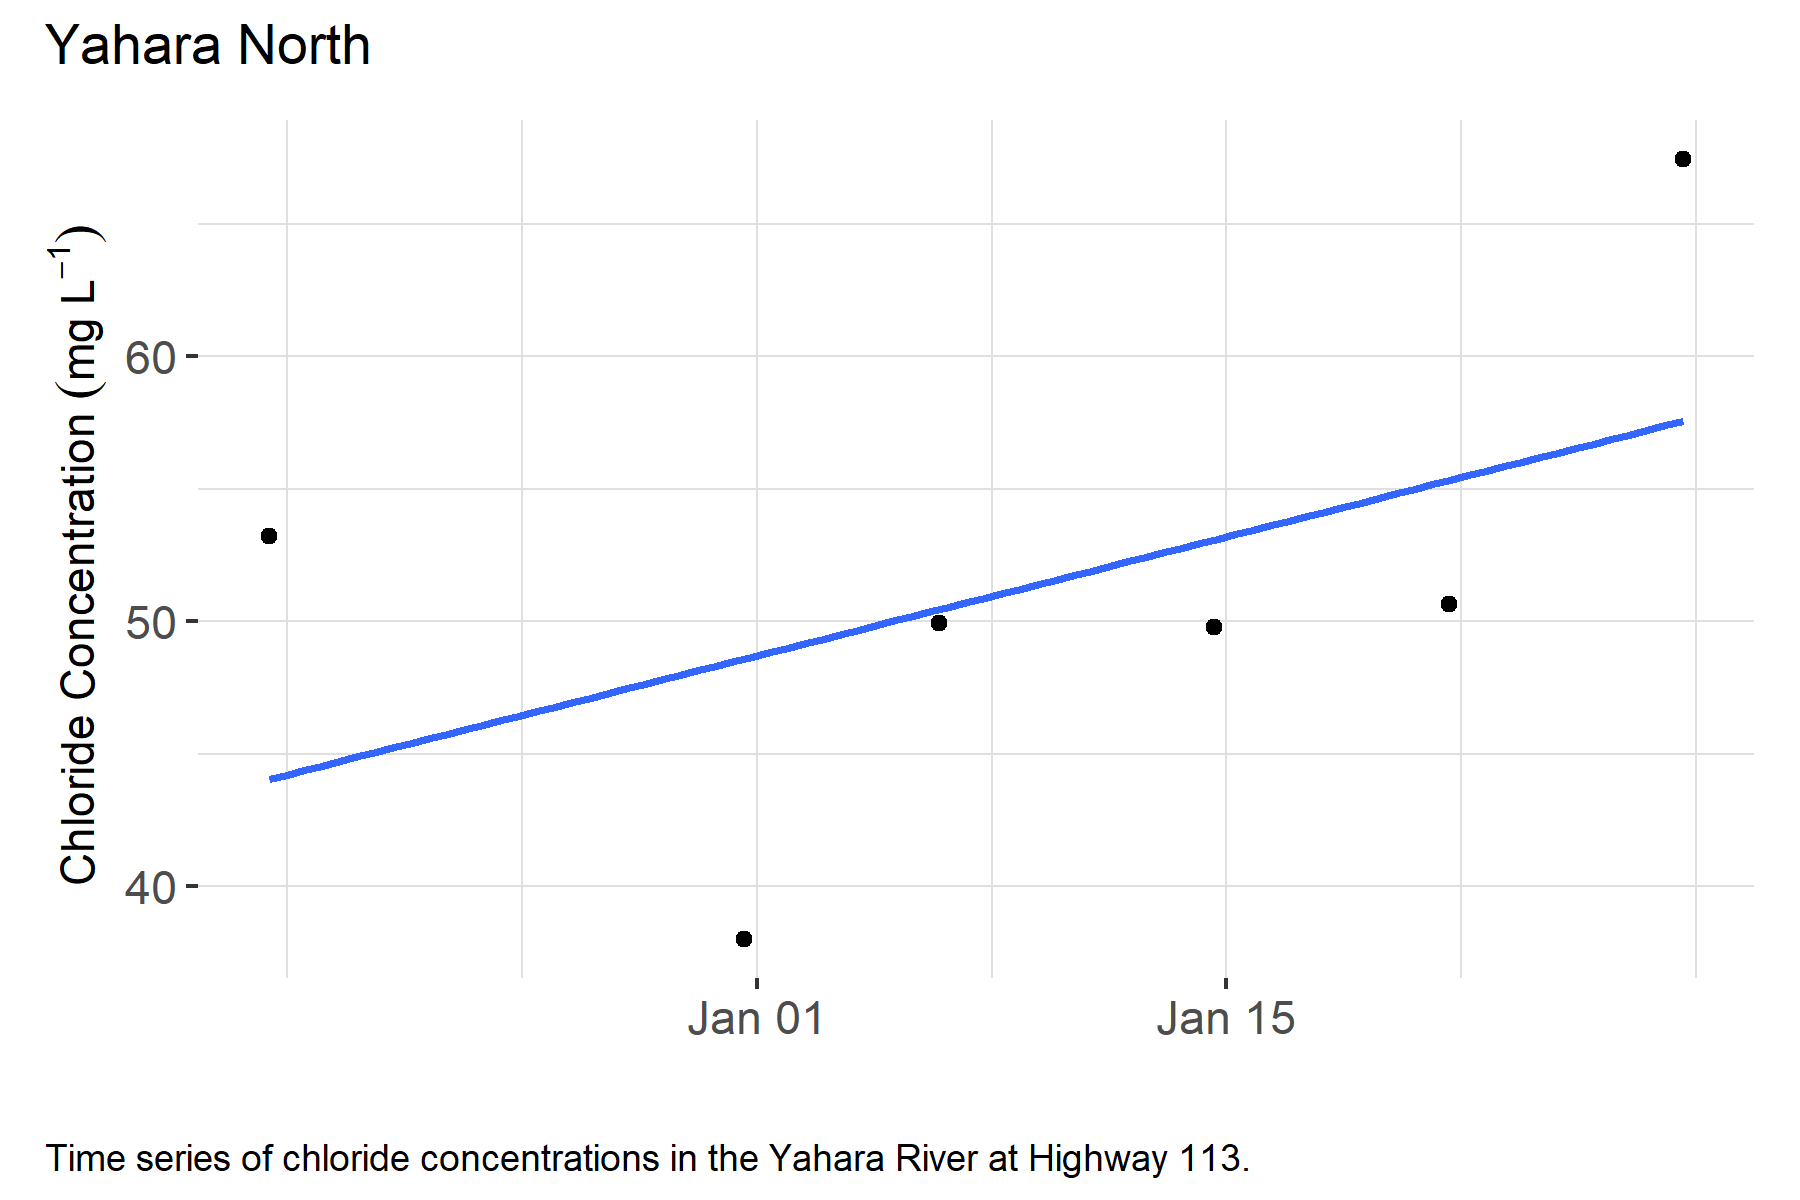 Yahara North
Chloride Concentration (mg L⁻¹)
60
50
40
Jan 01
Jan 15
Time series of chloride concentrations in the Yahara River at Highway 113.